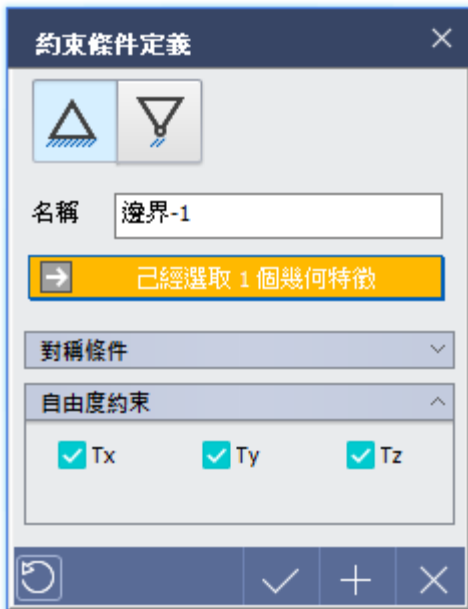 約束條件定義
名稱 邊界-1
已經選取 1 個幾何特徵
對稱條件
自由度約束
Tx Ty Tz